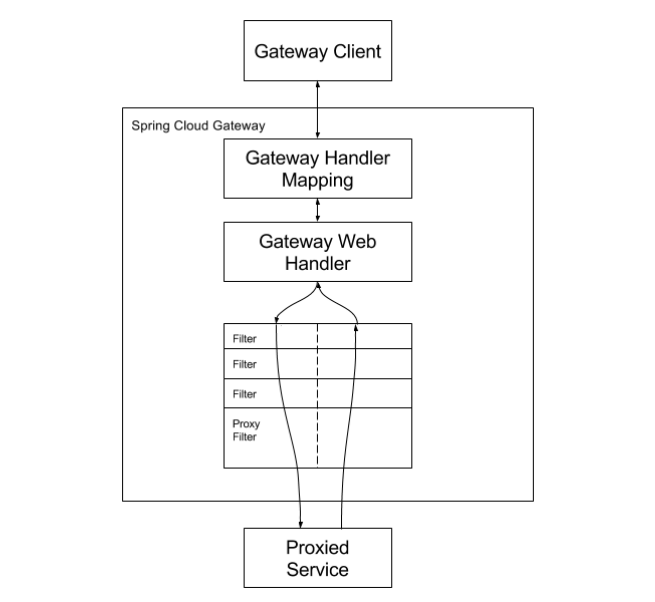 Gateway Client
Spring Cloud Gateway
Gateway Handler
Mapping
Gateway Web
Handler
Filter
Filter
Filter
Proxy
Filter
Proxied
Service